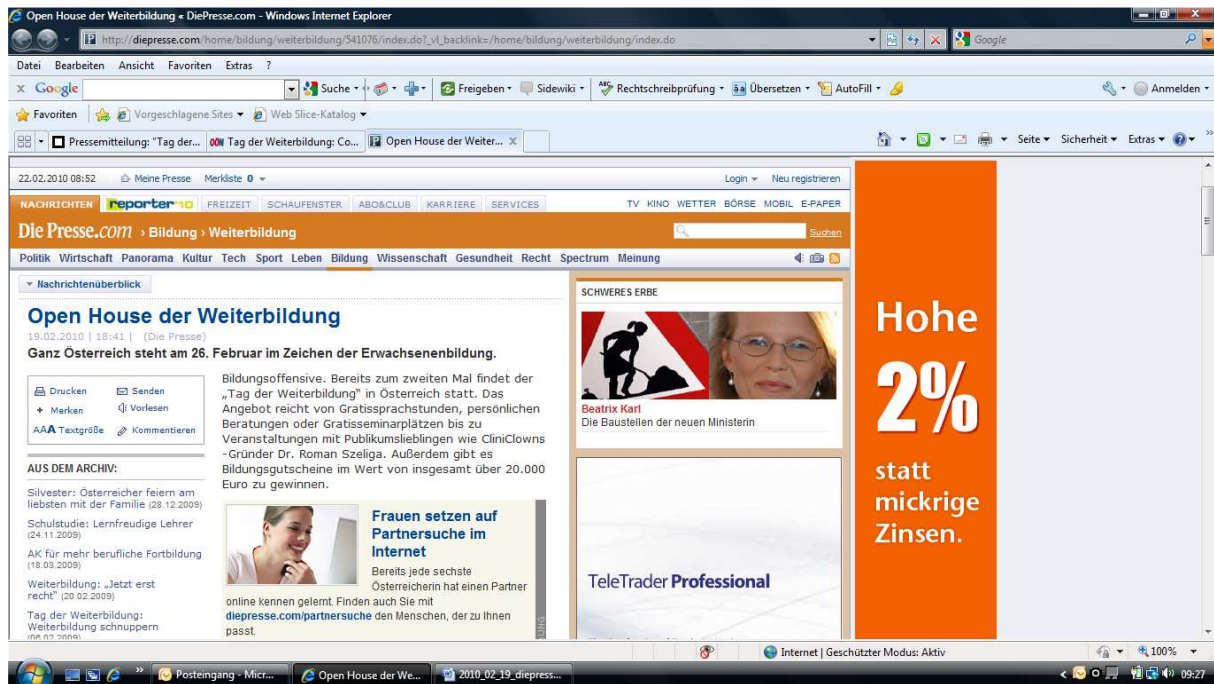 Open House der Weiterbildung « DiePresse.com - Windows Internet Explorer
http://diepresse.com/home/bildung/weiterbildung/541076/index.do?_vl_backlink=/home/bildung/weiterbildung/index.do
Google
Datei Bearbeiten Ansicht Favoriten Extras ?
x Google Suche Freigeben Sidewiki Rechtschreibprüfung Übersetzen AutoFill Anmelden
Favoriten Vorgeschlagene Sites Web Slice-Katalog
Pressemitteilung: "Tag der... Tag der Weiterbildung: Co... Open House der Weiter... X Seite Sicherheit Extras
22.02.2010 08:52 Meine Presse Merkliste 0 Login Neu registrieren
NACHRICHTEN reporter'10 FREIZEIT SCHAUFENSTER ABO&CLUB KARRIERE SERVICES TV KINO WETTER BÖRSE MOBIL E-PAPER
Die Presse.com › Bildung › Weiterbildung Suchen
Politik Wirtschaft Panorama Kultur Tech Sport Leben Bildung Wissenschaft Gesundheit Recht Spectrum Meinung
Nachrichtenüberblick
Open House der Weiterbildung
19.02.2010 | 18:41 | (Die Presse)
Ganz Österreich steht am 26. Februar im Zeichen der Erwachsenenbildung.
Drucken Senden
Merken Vorlesen
AAA Textgröße Kommentieren
Bildungsoffensive. Bereits zum zweiten Mal findet der
„Tag der Weiterbildung" in Österreich statt. Das
Angebot reicht von Gratissprachstunden, persönlichen
Beratungen oder Gratisseminarplätzen bis zu
Veranstaltungen mit Publikumslieblingen wie CliniClowns
-Gründer Dr. Roman Szeliga. Außerdem gibt es
Bildungsgutscheine im Wert von insgesamt über 20.000
Euro zu gewinnen.
AUS DEM ARCHIV:
Silvester: Österreicher feiern am
liebsten mit der Familie (28.12.2009)
Schulstudie: Lernfreudige Lehrer
(24.11.2009)
AK für mehr berufliche Fortbildung
(18.03.2009)
Weiterbildung: „Jetzt erst
recht" (20.02.2009)
Tag der Weiterbildung:
Weiterbildung schnuppern
(06.02.2009)
Frauen setzen auf
Partnersuche im
Internet
Bereits jede sechste
Österreicherin hat einen Partner
online kennen gelernt. Finden auch Sie mit
diepresse.com/partnersuche den Menschen, der zu Ihnen
passt.
SCHWERES ERBE
Beatrix Karl
Die Baustellen der neuen Ministerin
TeleTrader Professional
Hohe
2%
statt
mickrige
Zinsen.
Internet | Geschützter Modus: Aktiv 100%
Posteingang - Micr... Open House der We... 2010_02_19_diepress... 09:27